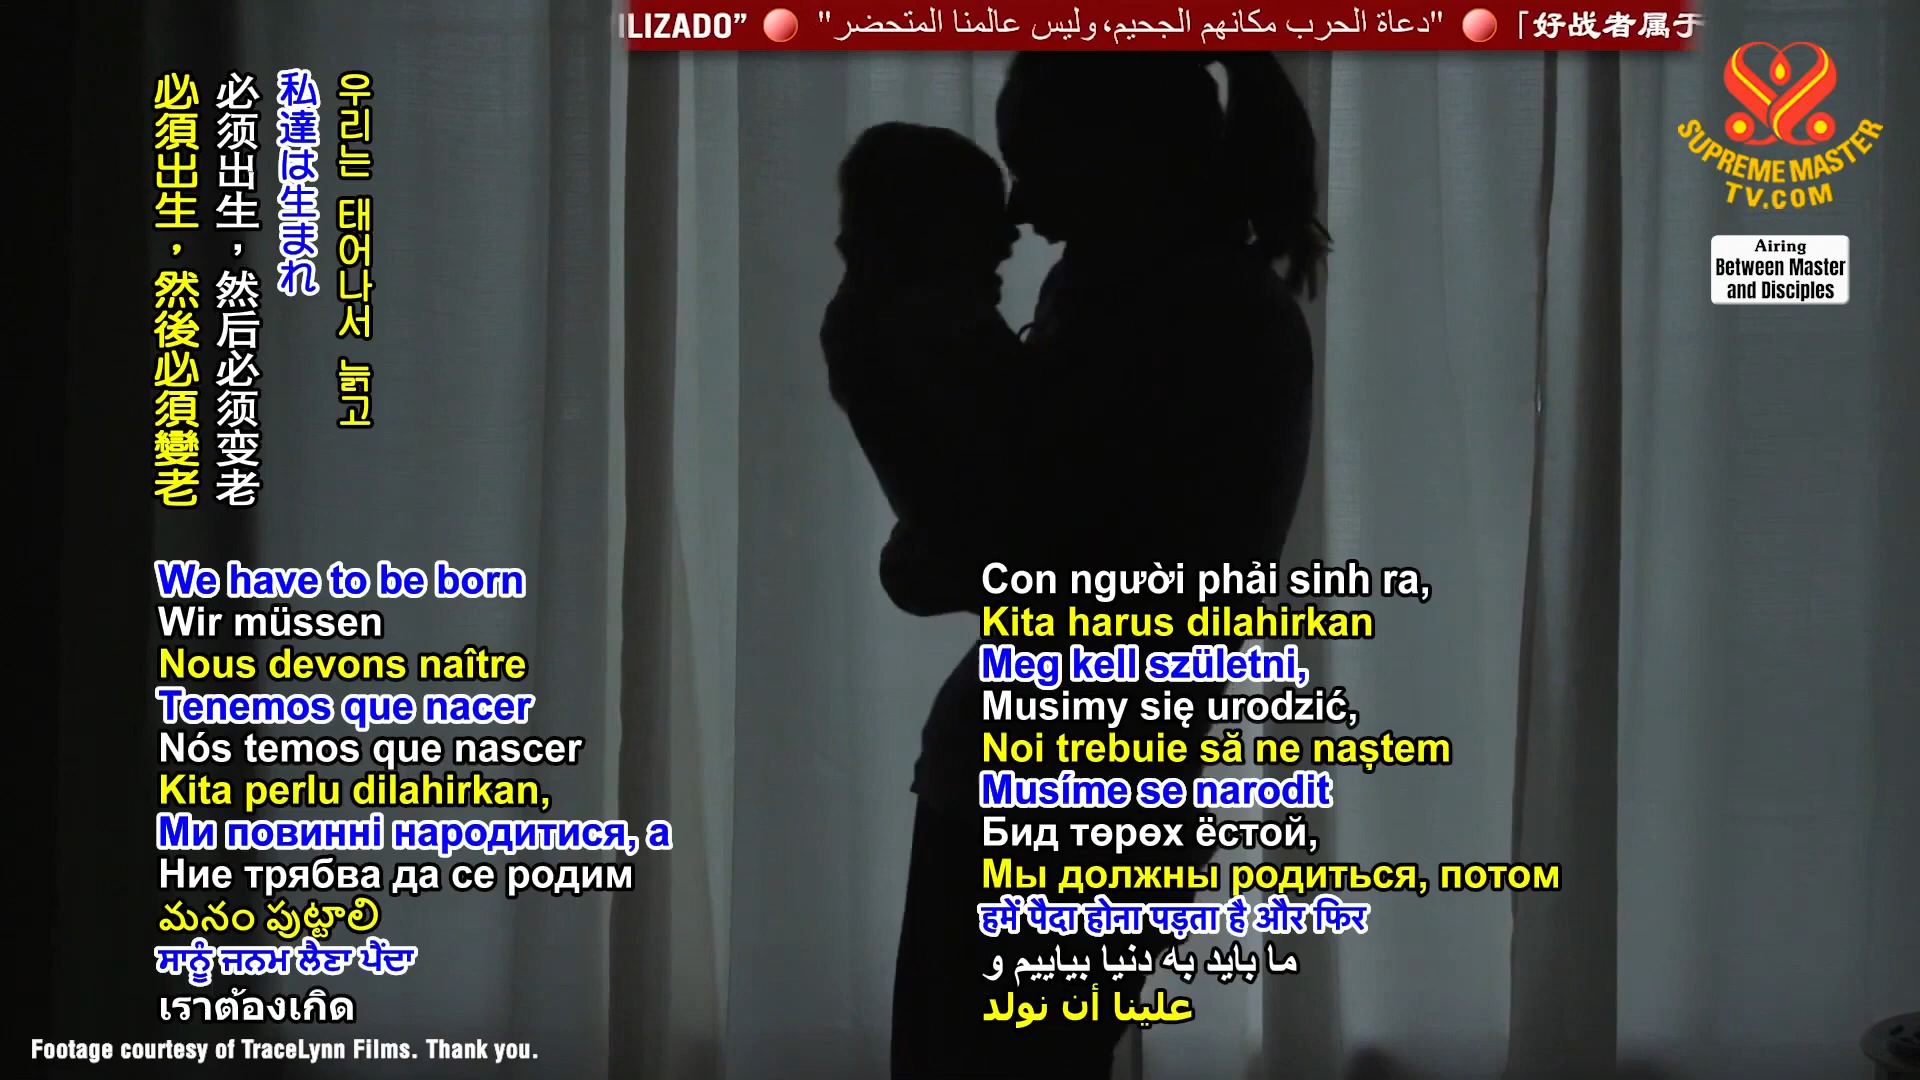 ILIZADO” "دعاة الحرب مكانهم الجحيم، وليس عالمنا المتحضر" 「好战者属于
SUPREME MASTER
TV.COM
Airing
Between Master
and Disciples
우리는 태어나서 늙고
私達は生まれ
必须出生，然后必须变老
必須出生，然後必須變老
We have to be born
Wir müssen
Nous devons naître
Tenemos que nacer
Nós temos que nascer
Kita perlu dilahirkan,
Ми повинні народитися, а
Ние трябва да се родим
మనం పుట్టాలి
ਸਾਨੂੰ ਜਨਮ ਲੈਣਾ ਪੈਂਦਾ
เราต้องเกิด
Con người phải sinh ra,
Kita harus dilahirkan
Meg kell születni,
Musimy się urodzić,
Noi trebuie să ne naștem
Musíme se narodit
Бид төрөх ёстой,
Мы должны родиться, потом
हमें पैदा होना पड़ता है और फिर
ما باید به دنیا بیاییم و
علينا أن نولد
Footage courtesy of TraceLynn Films. Thank you.